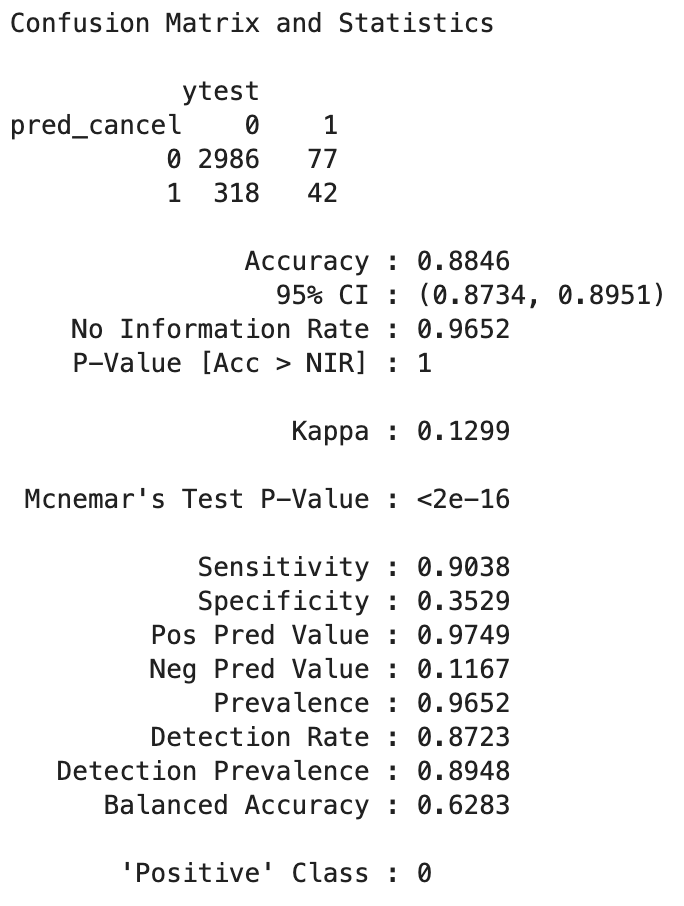 Confusion Matrix and Statistics
ytest
pred_cancel 0 1
0 2986 77
1 318 42
Accuracy : 0.8846
95% CI : (0.8734, 0.8951)
No Information Rate : 0.9652
P-Value [Acc > NIR] : 1
Kappa : 0.1299
Mcnemar's Test P-Value : <2e-16
Sensitivity : 0.9038
Specificity : 0.3529
Pos Pred Value : 0.9749
Neg Pred Value : 0.1167
Prevalence : 0.9652
Detection Rate : 0.8723
Detection Prevalence : 0.8948
Balanced Accuracy : 0.6283
'Positive' Class : 0